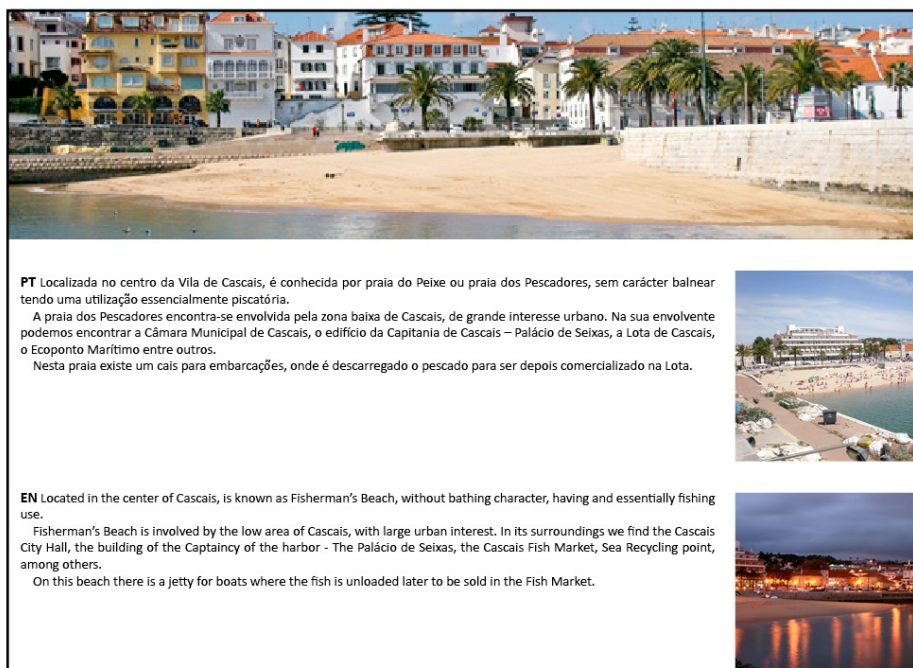 PT Localizada no centro da Vila de Cascais, é conhecida por praia do Peixe ou praia dos Pescadores, sem carácter balnear
tendo uma utilização essencialmente piscatória.
A praia dos Pescadores encontra-se envolvida pela zona baixa de Cascais, de grande interesse urbano. Na sua envolvente
podemos encontrar a Câmara Municipal de Cascais, o edifício da Capitania de Cascais – Palácio de Seixas, a Lota de Cascais,
o Ecoponto Marítimo entre outros.
Nesta praia existe um cais para embarcações, onde é descarregado o pescado para ser depois comercializado na Lota.
EN Located in the center of Cascais, is known as Fisherman's Beach, without bathing character, having and essentially fishing
use.
Fisherman's Beach is involved by the low area of Cascais, with large urban interest. In its surroundings we find the Cascais
City Hall, the building of the Captaincy of the harbor - The Palácio de Seixas, the Cascais Fish Market, Sea Recycling point,
among others.
On this beach there is a jetty for boats where the fish is unloaded later to be sold in the Fish Market.